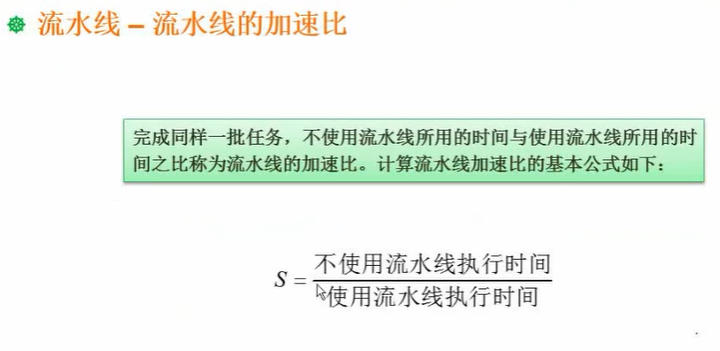 流水线 – 流水线的加速比
完成同样一批任务，不使用流水线所用的时间与使用流水线所用的时
间之比称为流水线的加速比。计算流水线加速比的基本公式如下：
不使用流水线执行时间
S =
使用流水线执行时间